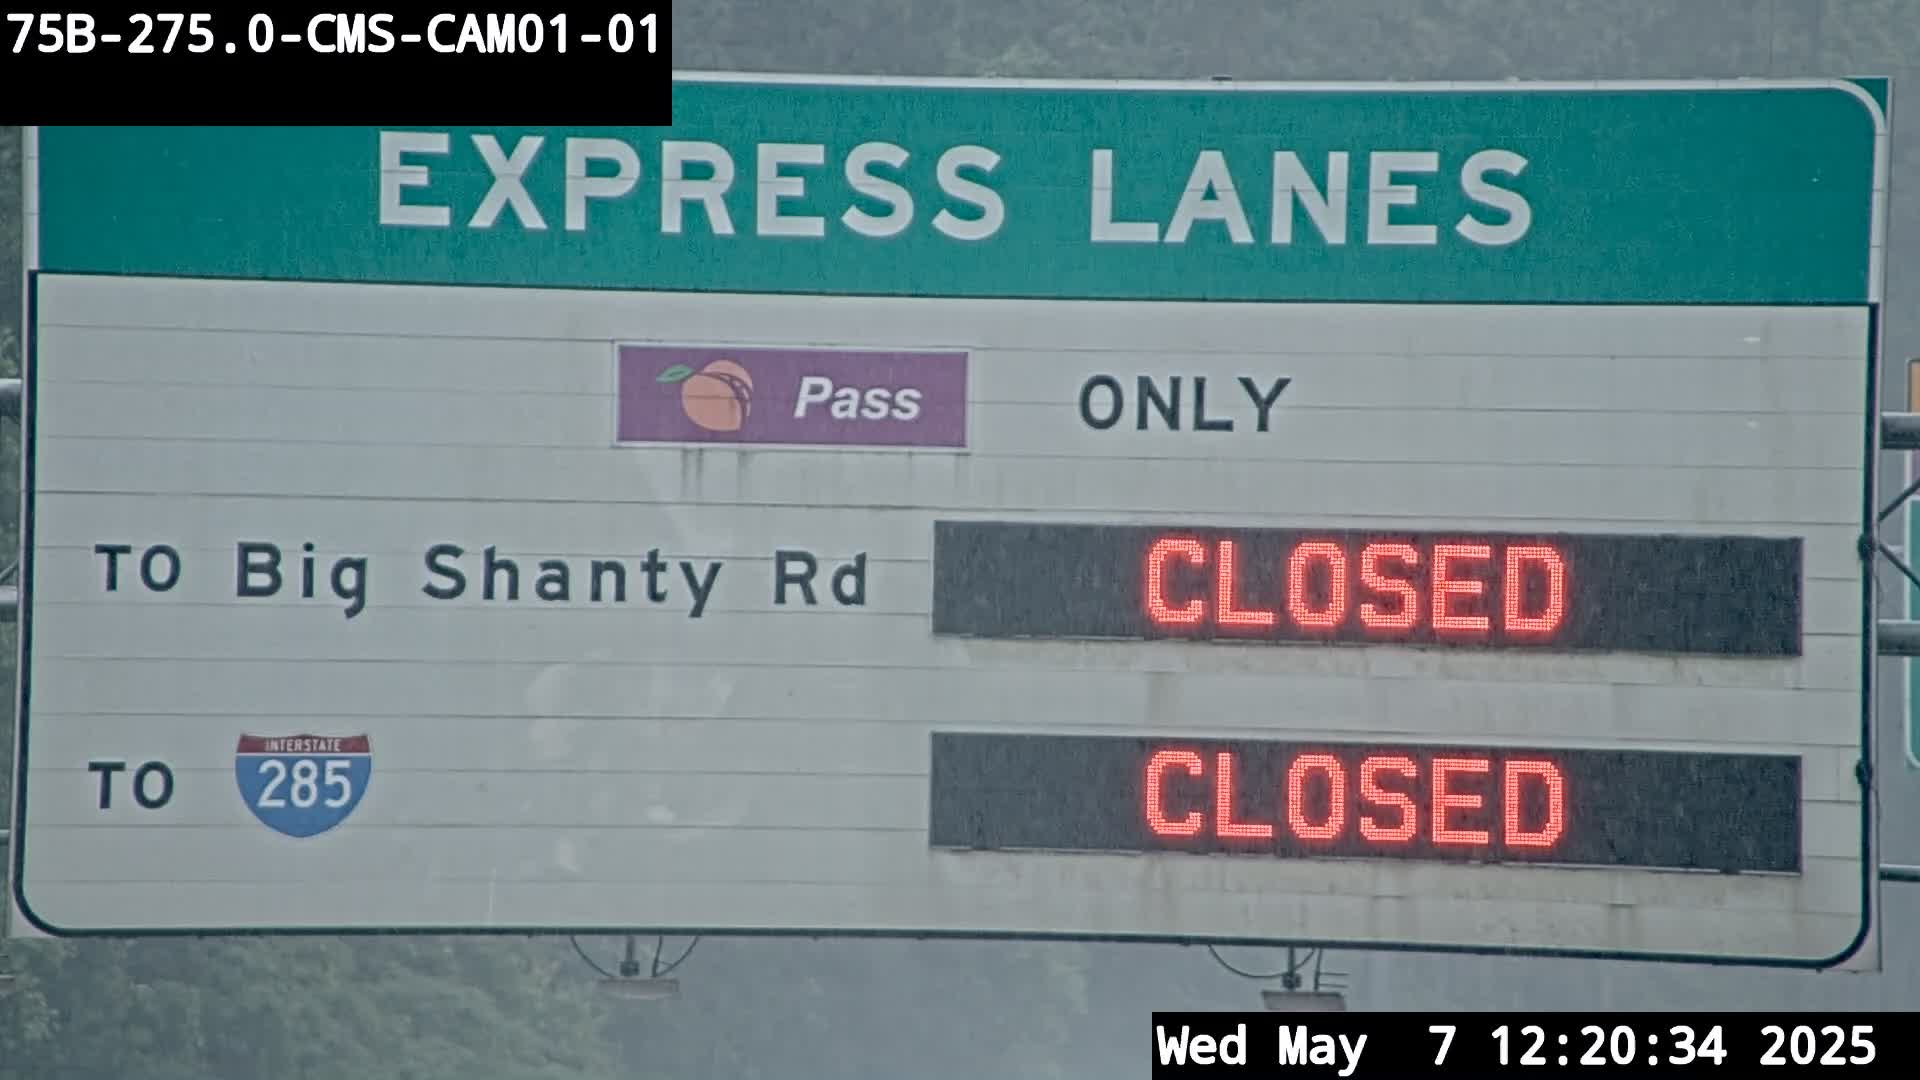 75B-275.0-CMS-CAM01-01
EXPRESS LANES
Pass ONLY
TO Big Shanty Rd CLOSED
INTERSTATE
TO 285 CLOSED
Wed May 7 12:20:34 2025